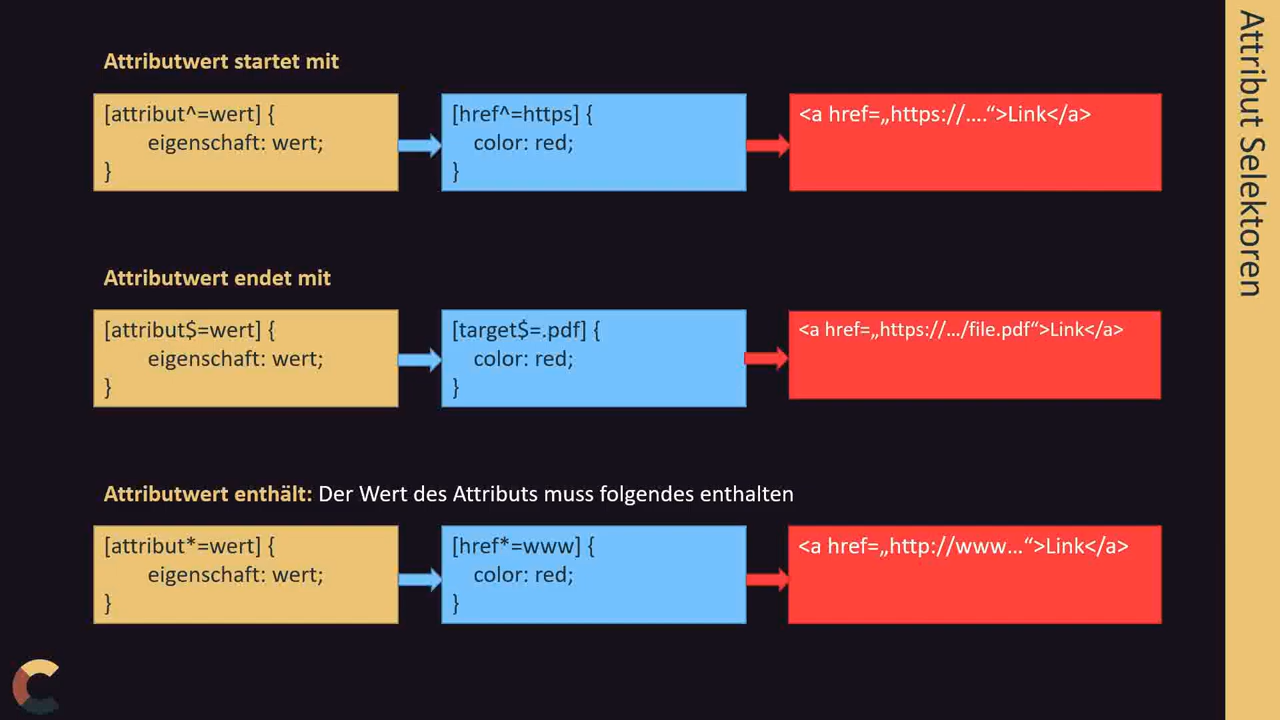 Attribut Selektoren
Attributwert startet mit
[attribut^=wert] {
eigenschaft: wert;
}
[href^=https] {
color: red;
}
<a href=„https://….“>Link</a>
Attributwert endet mit
[attribut$=wert] {
eigenschaft: wert;
}
[target$=.pdf] {
color: red;
}
<a href=„https://…/file.pdf“>Link</a>
Attributwert enthält: Der Wert des Attributs muss folgendes enthalten
[attribut*=wert] {
eigenschaft: wert;
}
[href*=www] {
color: red;
}
<a href=„http://www…“>Link</a>